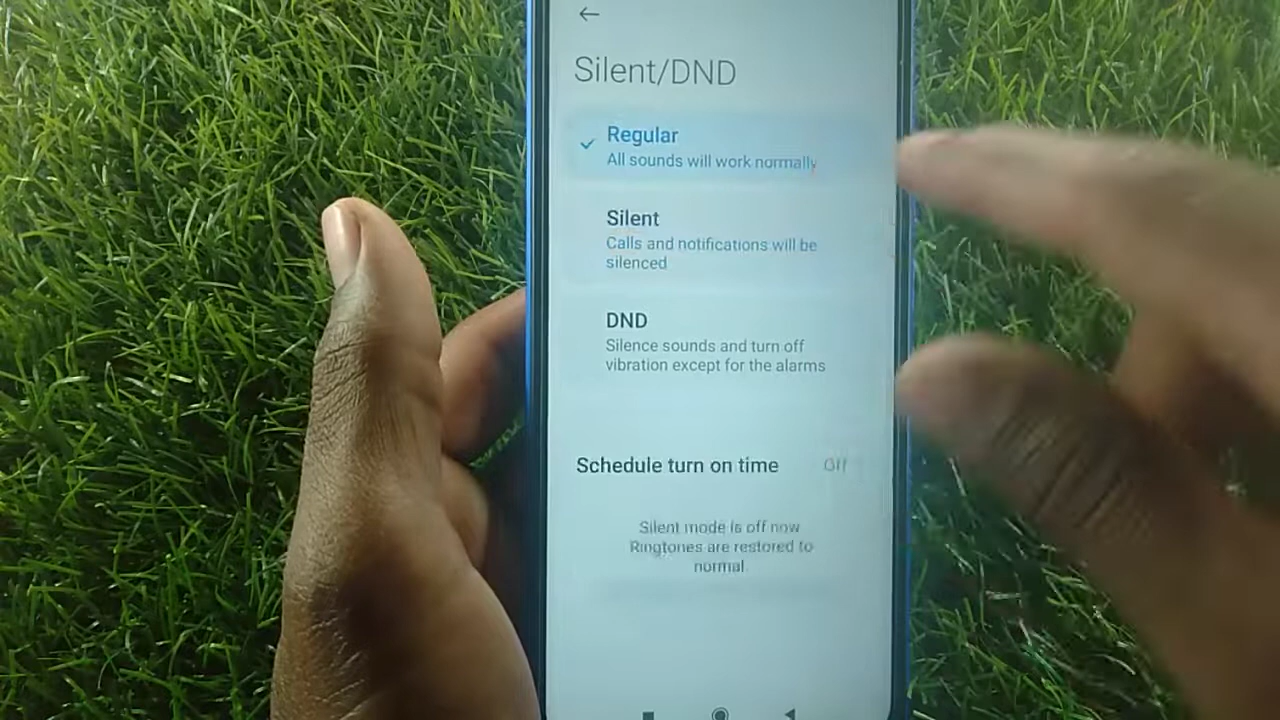 Silent/DND
Regular
All sounds will work normally
Silent
Calls and notifications will be
silenced
DND
Silence sounds and turn off
vibration except for the alarms
Schedule turn on time Off
Silent mode is off now
Ringtones are restored to
normal